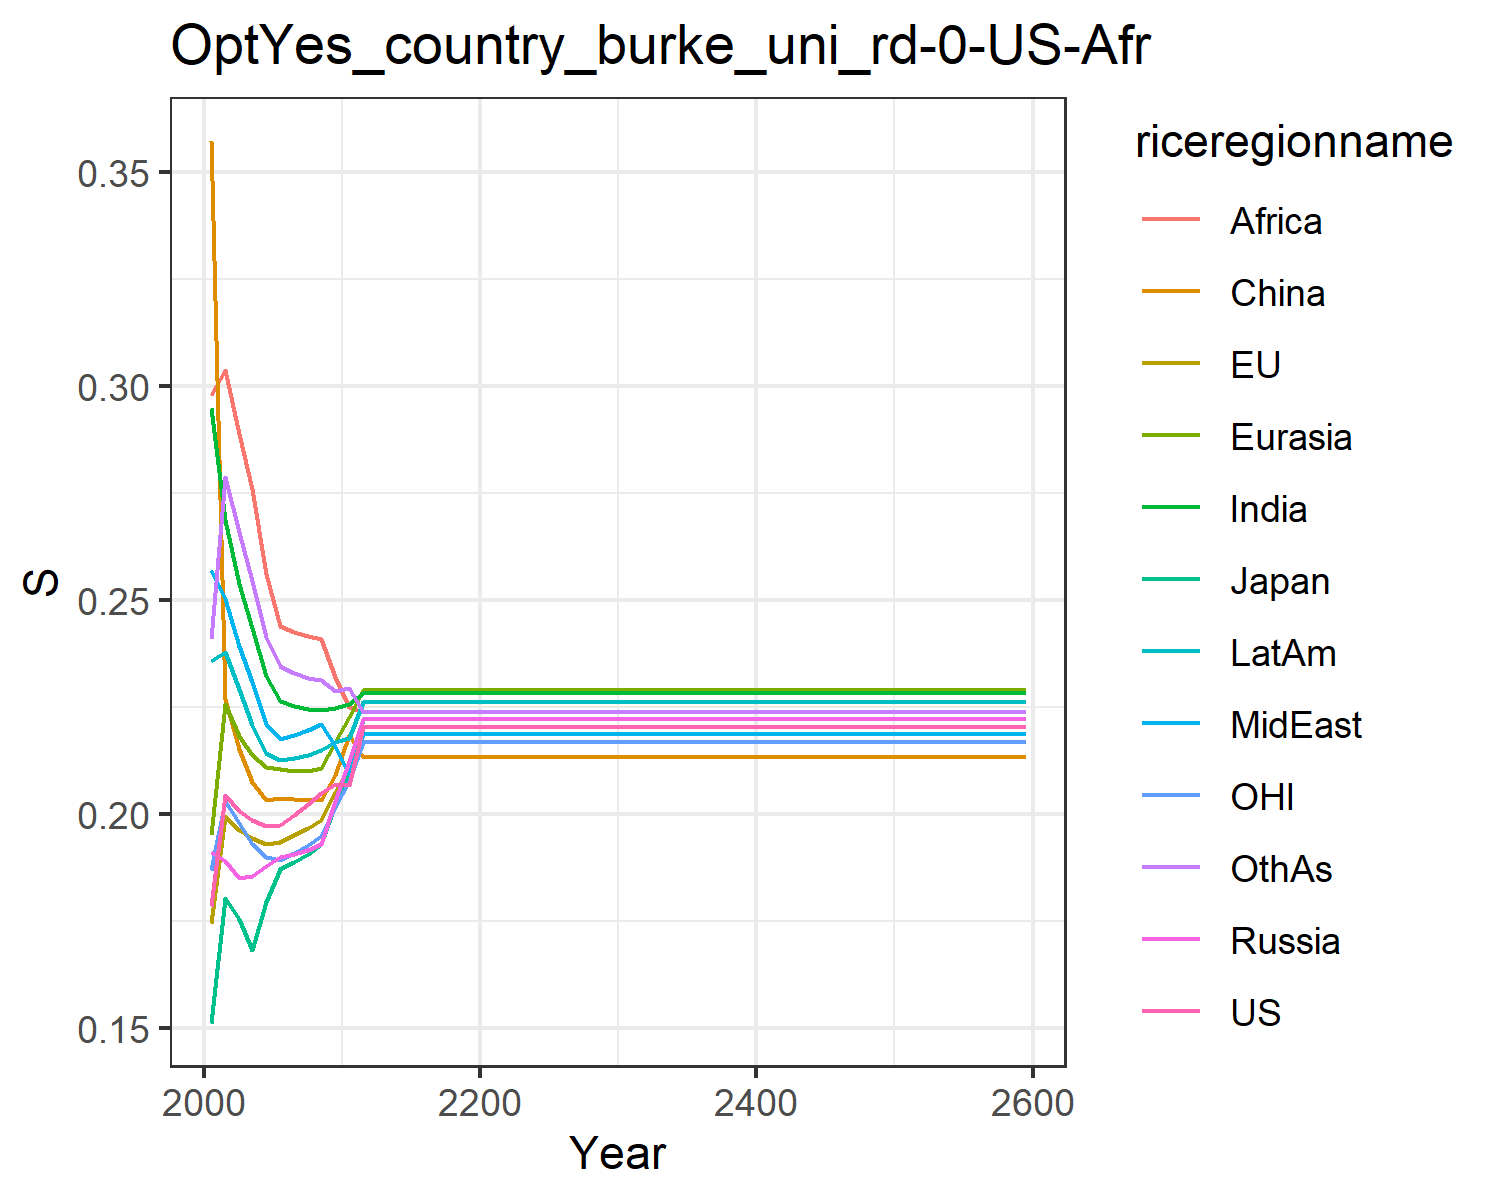 OptYes_country_burke_uni_rd-0-US-Afr
0.35
0.30
0.25
0.20
0.15
S
2000 2200 2400 2600
Year
riceregionname
Africa
China
EU
Eurasia
India
Japan
LatAm
MidEast
OHI
OthAs
Russia
US